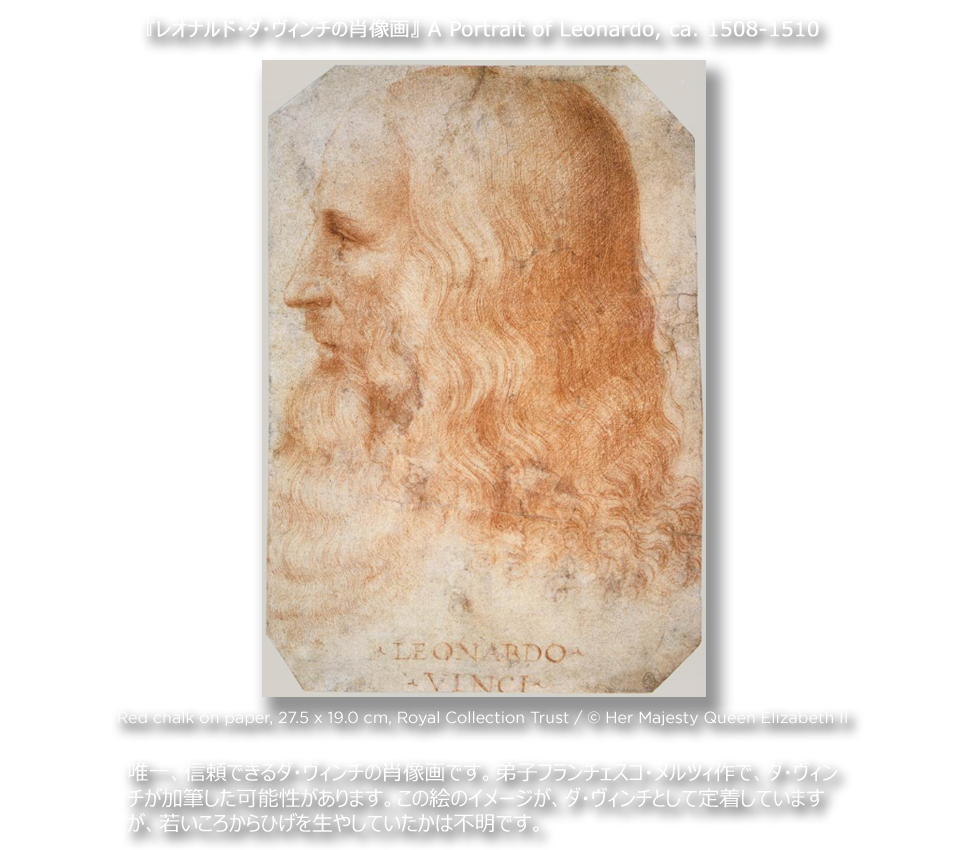 『レオナルド・ダ・ヴィンチの肖像画』 A Portrait of Leonardo, ca. 1508-1510
LEONARDO
VINCI
Red chalk on paper, 27.5 x 19.0 cm, Royal Collection Trust / © Her Majesty Queen Elizabeth II
唯一、信頼できるダ・ヴィンチの肖像画です。弟子フランチェスコ・メルツィ作で、ダ・ヴィン
チが加筆した可能性があります。この絵のイメージが、ダ・ヴィンチとして定着しています
が、若いころからひげを生やしていたかは不明です。